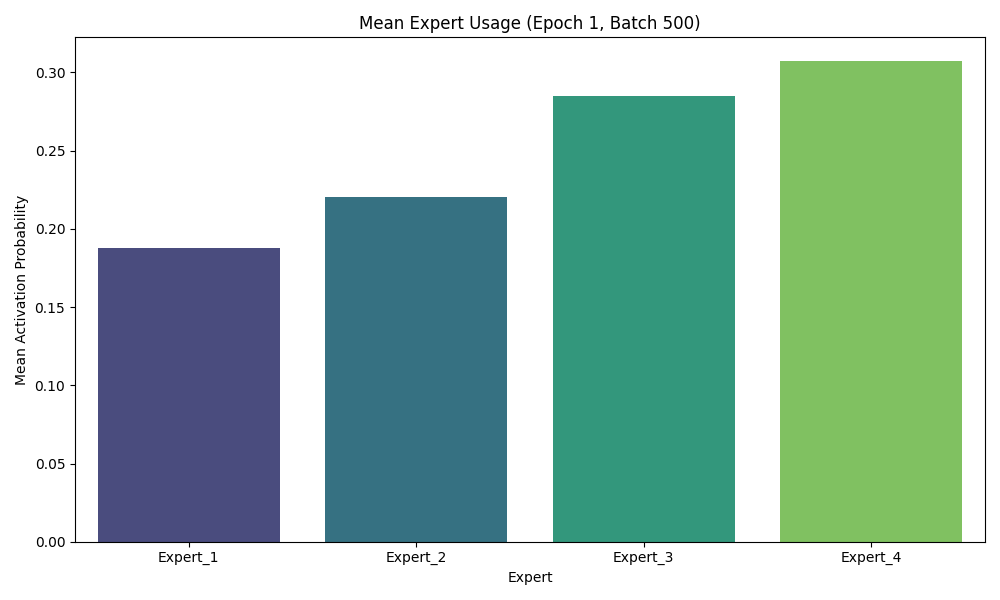 Mean Expert Usage (Epoch 1, Batch 500)
Mean Activation Probability
0.30
0.25
0.20
0.15
0.10
0.05
0.00
Expert_1 Expert_2 Expert_3 Expert_4
Expert